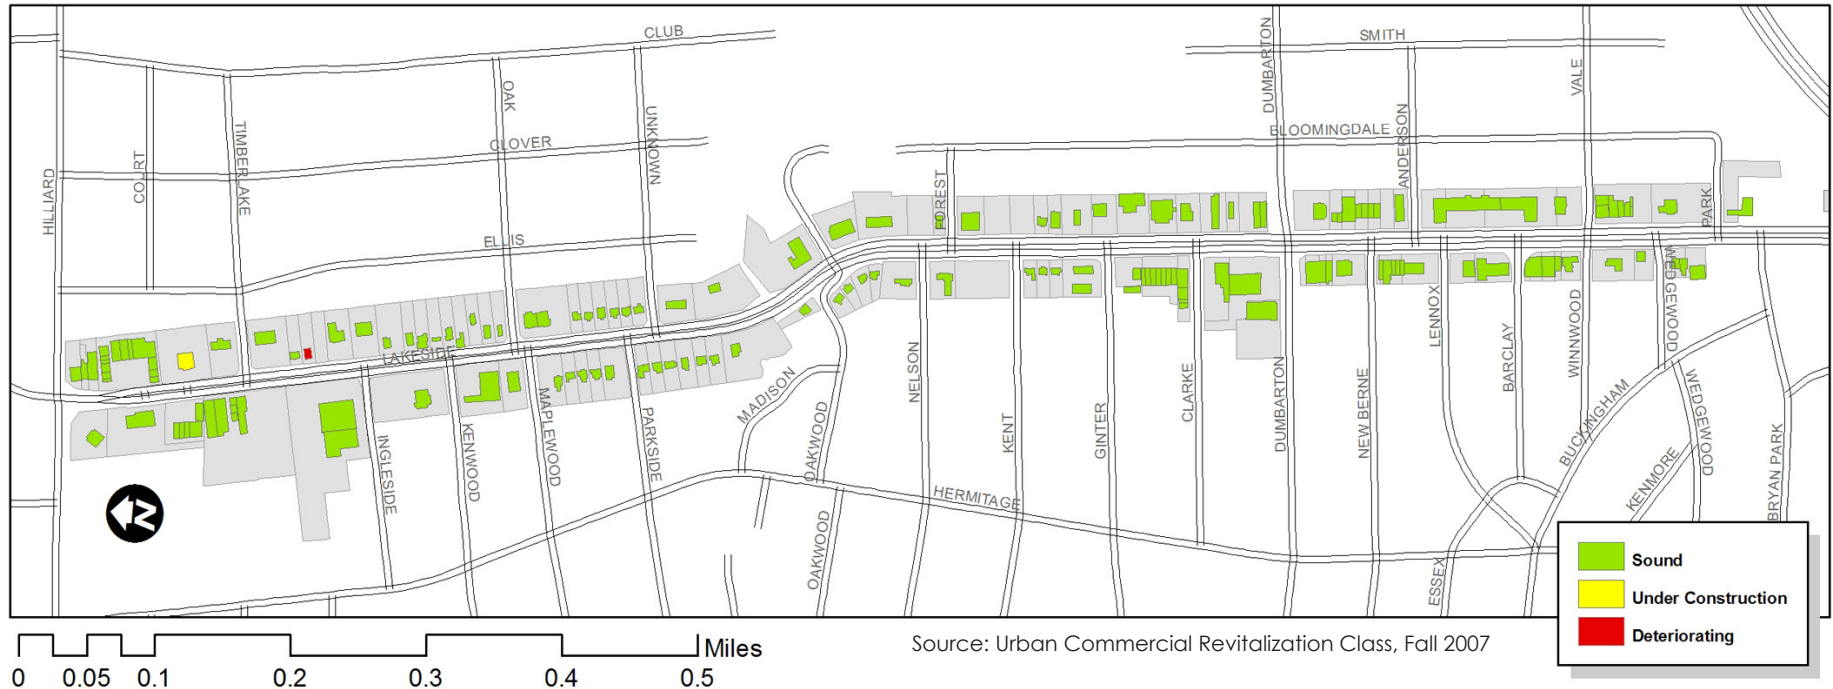 CLUB
SMITH
DUMBARTON
VALE
OAK
UNKNOWN
COURT
TIMBERLAKE
CLOVER
BLOOMINGDALE
ANDERSON
HILLIARD
FOREST
PARK
ELLIS
LAKESIDE
WEDGEWOOD
LENNOX
WINNWOOD
BARCLAY
NELSON
MADISON
CLARKE
DUMBARTON
NEW BERNE
INGLESIDE
KENWOOD
MAPLEWOOD
PARKSIDE
OAKWOOD
KENT
GINTER
BUCKINGHAM
WEDGEWOOD
KENMORE
BRYAN PARK
HERMITAGE
OAKWOOD
ESSEX
N
Sound
Under Construction
Deteriorating
Miles
0 0.05 0.1 0.2 0.3 0.4 0.5
Source: Urban Commercial Revitalization Class, Fall 2007